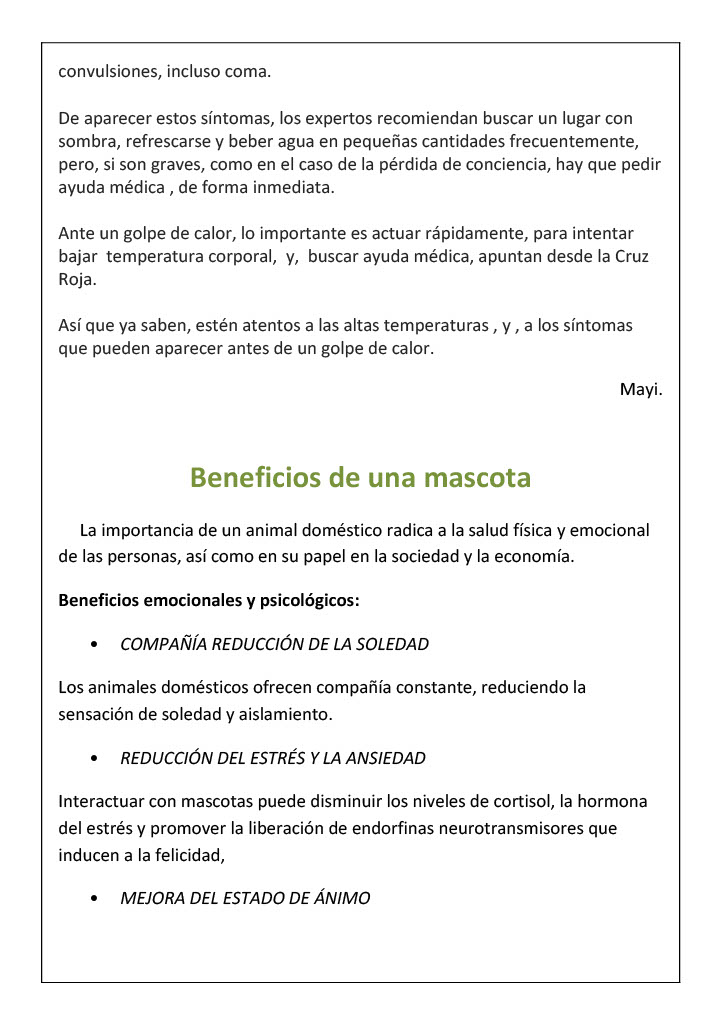 convulsiones, incluso coma.
De aparecer estos síntomas, los expertos recomiendan buscar un lugar con
sombra, refrescarse y beber agua en pequeñas cantidades frecuentemente,
pero, si son graves, como en el caso de la pérdida de conciencia, hay que pedir
ayuda médica , de forma inmediata.
Ante un golpe de calor, lo importante es actuar rápidamente, para intentar
bajar  temperatura corporal,  y,  buscar ayuda médica, apuntan desde la Cruz
Roja.
Así que ya saben, estén atentos a las altas temperaturas , y , a los síntomas
que pueden aparecer antes de un golpe de calor.
Mayi.
Beneficios de una mascota
La importancia de un animal doméstico radica a la salud física y emocional
de las personas, así como en su papel en la sociedad y la economía.
Beneficios emocionales y psicológicos:
• COMPAÑÍA REDUCCIÓN DE LA SOLEDAD
Los animales domésticos ofrecen compañía constante, reduciendo la
sensación de soledad y aislamiento.
• REDUCCIÓN DEL ESTRÉS Y LA ANSIEDAD
Interactuar con mascotas puede disminuir los niveles de cortisol, la hormona
del estrés y promover la liberación de endorfinas neurotransmisores que
inducen a la felicidad,
• MEJORA DEL ESTADO DE ÁNIMO